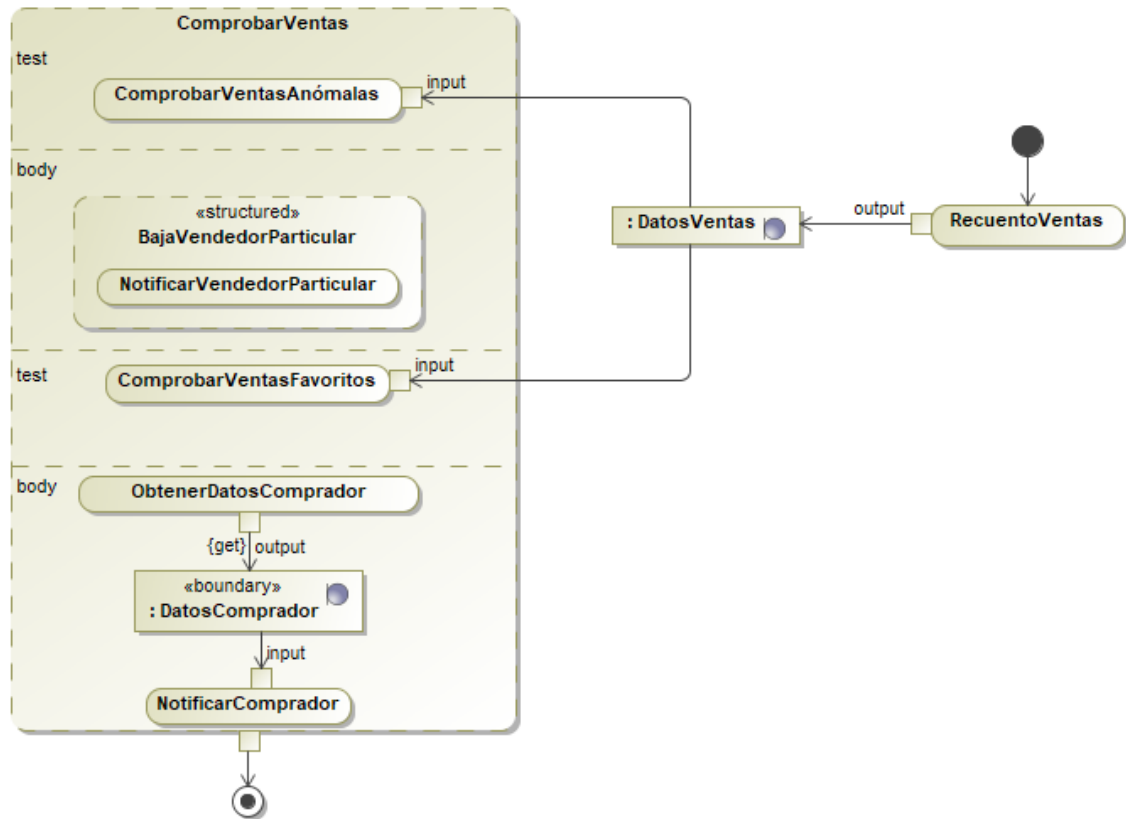 ComprobarVentas
test
ComprobarVentasAnómalas
input
body
«structured»
BajaVendedorParticular
NotificarVendedorParticular
: DatosVentas
output
RecuentoVentas
test
ComprobarVentasFavoritos
input
body
ObtenerDatosComprador
{get} output
«boundary»
: DatosComprador
input
NotificarComprador